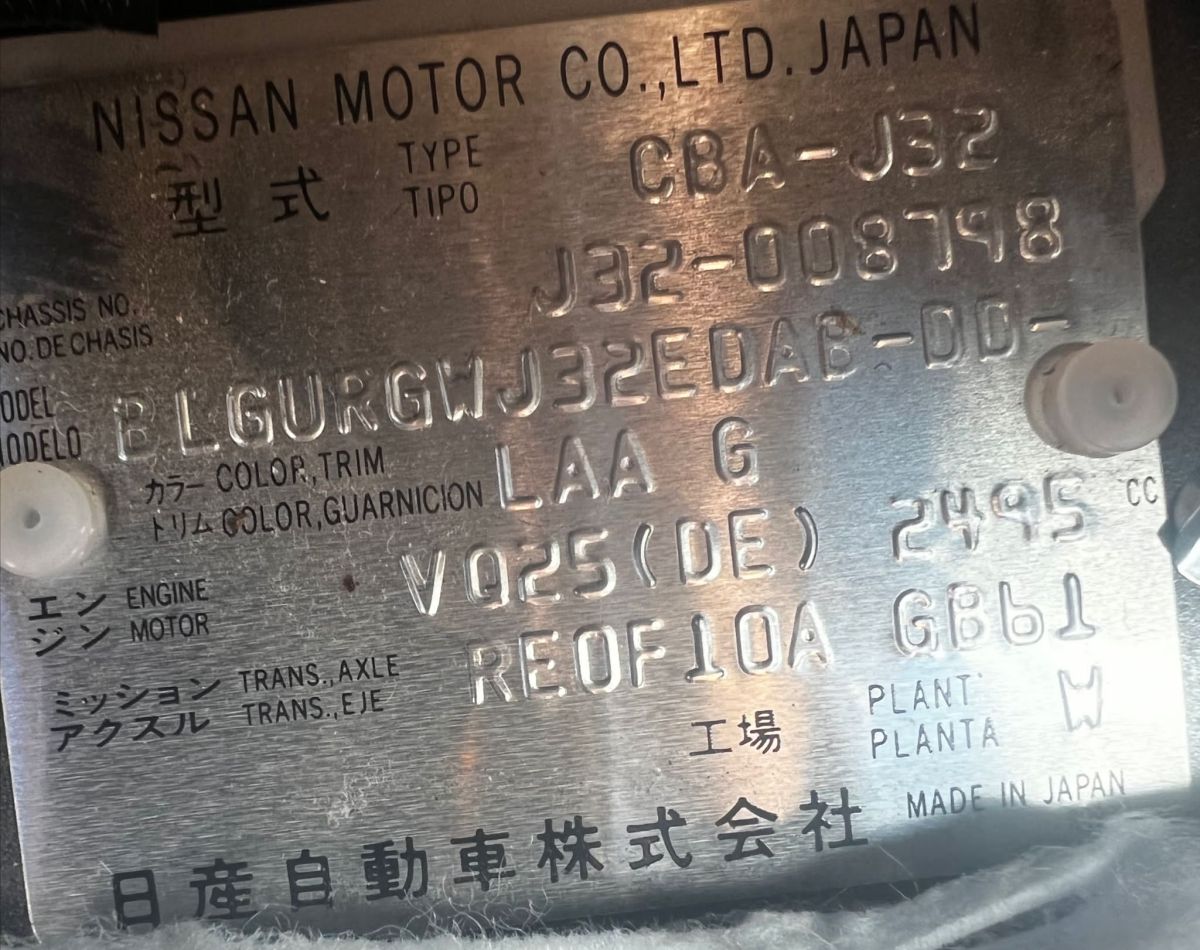 NISSAN MOTOR CO.,LTD.JAPAN
型式 TYPE TIPO CBA-J32
CHASSIS NO. NO.DE CHASIS J32-008798
MODEL MODELO BLGURGWJ32EDAB-DD-
カラー COLOR,TRIM
トリム COLOR,GUARNICION LAA G
エンジン ENGINE MOTOR VQ25(DE) 2495 CC
ミッション TRANS.,AXLE
アクスル TRANS.,EJE RE0F10A GB61
工場 PLANT PLANTA W
MADE IN JAPAN
日産自動車株式会社